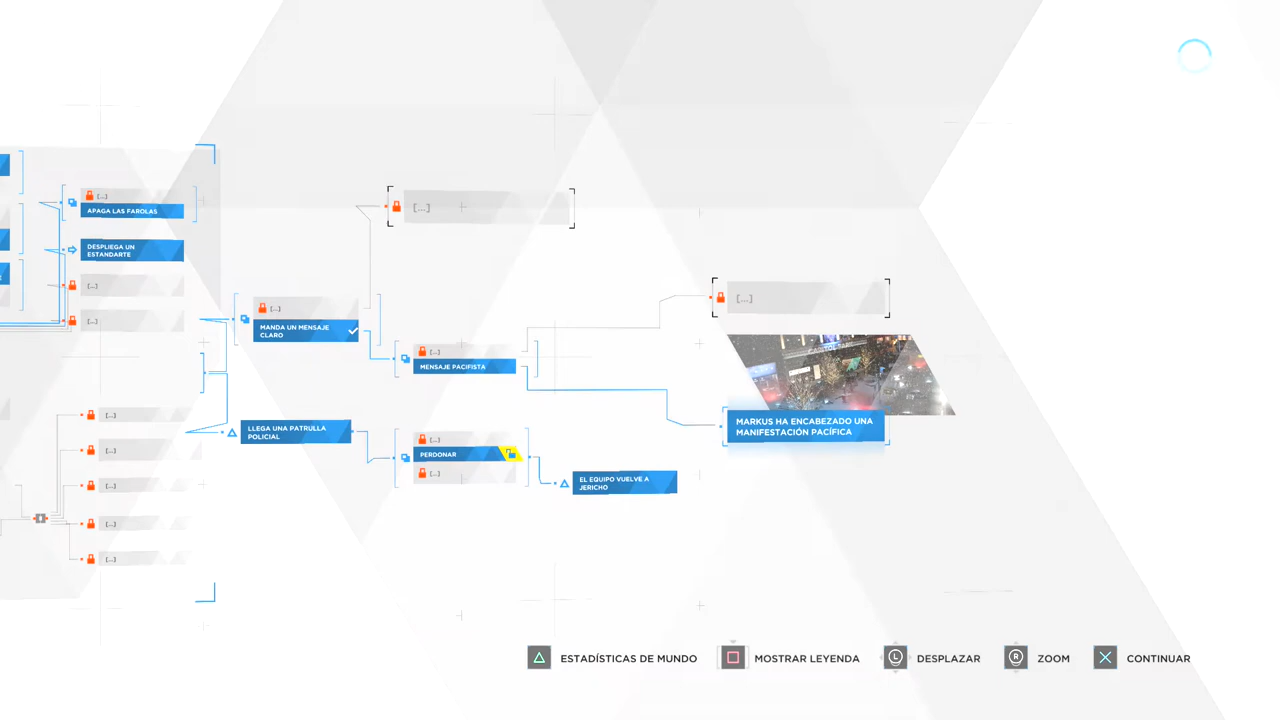 [...]
APAGA LAS FAROLAS
DESPLIEGA UN
ESTANDARTE
[...]
[...]
[...]
[...]
MANDA UN MENSAJE
CLARO
[...]
MENSAJE PACIFISTA
[...]
MARKUS HA ENCABEZADO UNA
MANIFESTACIÓN PACÍFICA
LLEGA UNA PATRULLA
POLICIAL
[...]
PERDONAR
[...]
EL EQUIPO VUELVE A
JERICHO
[...]
[...]
[...]
[...]
[...]
ESTADÍSTICAS DE MUNDO
MOSTRAR LEYENDA
L
DESPLAZAR
R
ZOOM
CONTINUAR